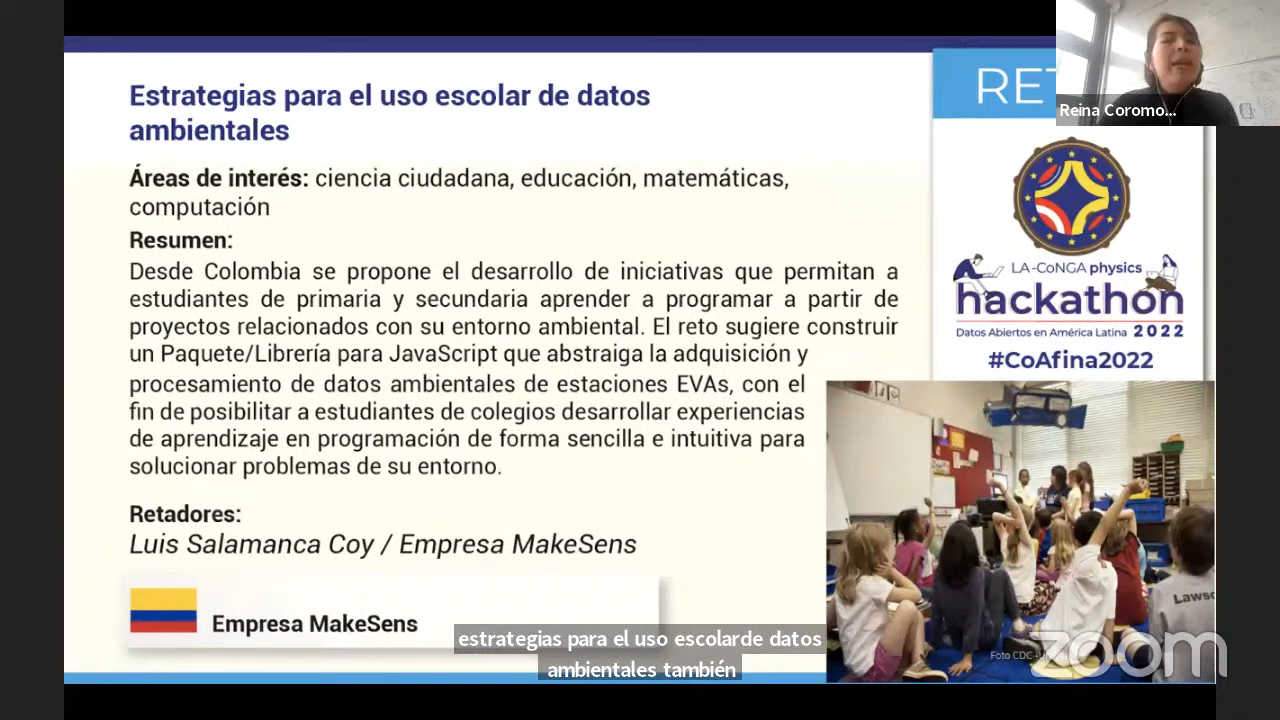 Estrategias para el uso escolar de datos
ambientales
Áreas de interés: ciencia ciudadana, educación, matemáticas,
computación
Resumen:
Desde Colombia se propone el desarrollo de iniciativas que permitan a
estudiantes de primaria y secundaria aprender a programar a partir de
proyectos relacionados con su entorno ambiental. El reto sugiere construir
un Paquete/Librería para JavaScript que abstraiga la adquisición y
procesamiento de datos ambientales de estaciones EVAs, con el
fin de posibilitar a estudiantes de colegios desarrollar experiencias
de aprendizaje en programación de forma sencilla e intuitiva para
solucionar problemas de su entorno.
Retadores:
Luis Salamanca Coy / Empresa MakeSens
Empresa MakeSens
Reina Coromo...
LA-CoNGA physics
hackathon
Datos Abiertos en América Latina 2022
#CoAfina2022
Foto CDC
zoom
estrategias para el uso escolarde datos
ambientales también